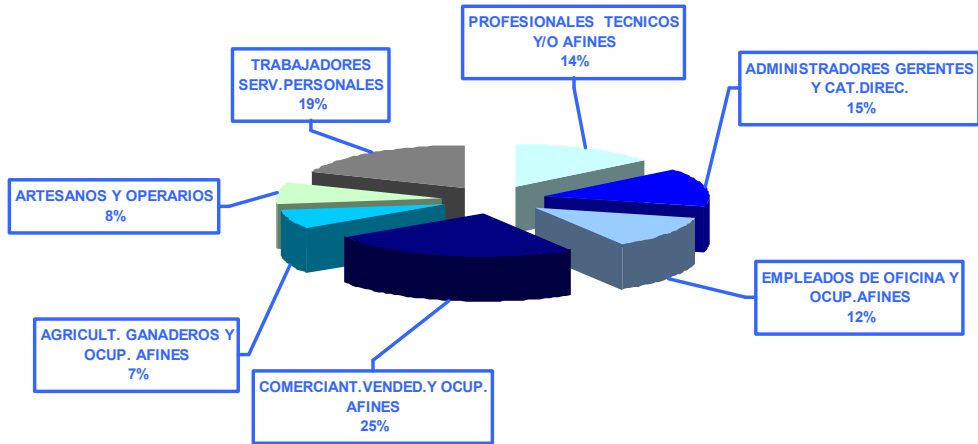 PROFESIONALES TECNICOS
Y/O AFINES
14%
ADMINISTRADORES GERENTES
Y CAT.DIREC.
15%
EMPLEADOS DE OFICINA Y
OCUP.AFINES
12%
COMERCIANT.VENDED.Y OCUP.
AFINES
25%
AGRICULT. GANADEROS Y
OCUP. AFINES
7%
ARTESANOS Y OPERARIOS
8%
TRABAJADORES
SERV.PERSONALES
19%